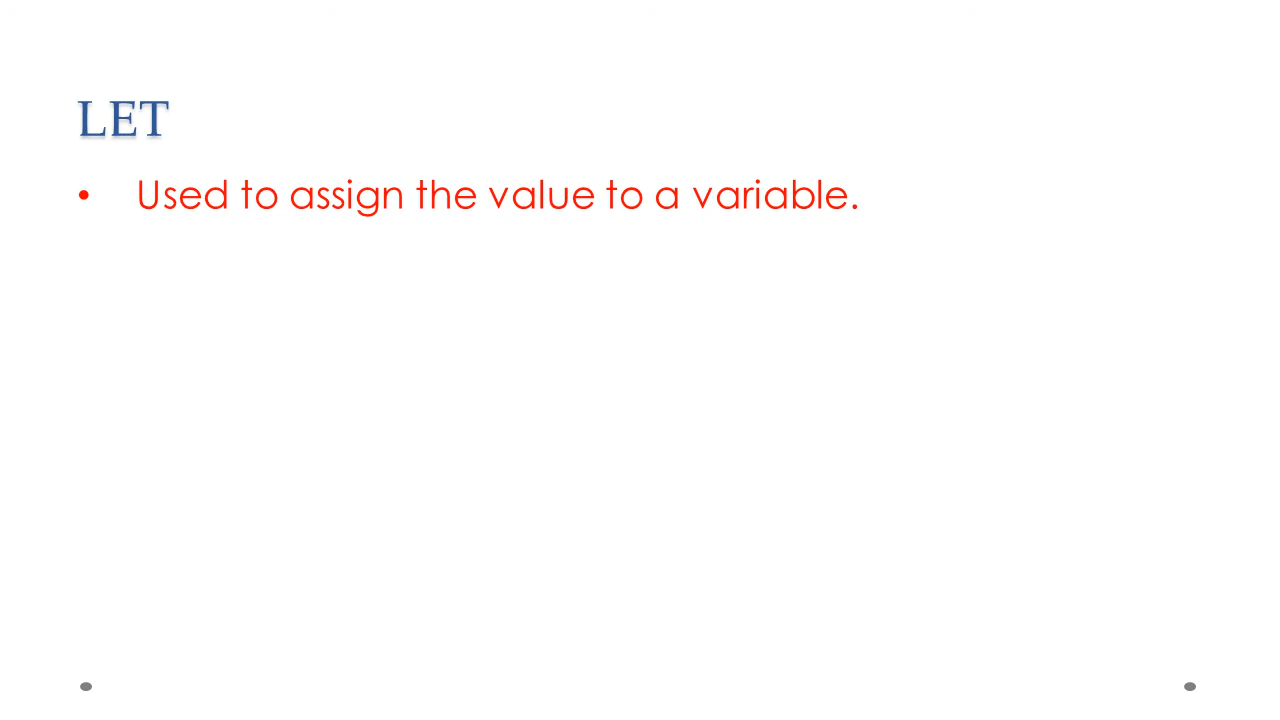 LET
• Used to assign the value to a variable.